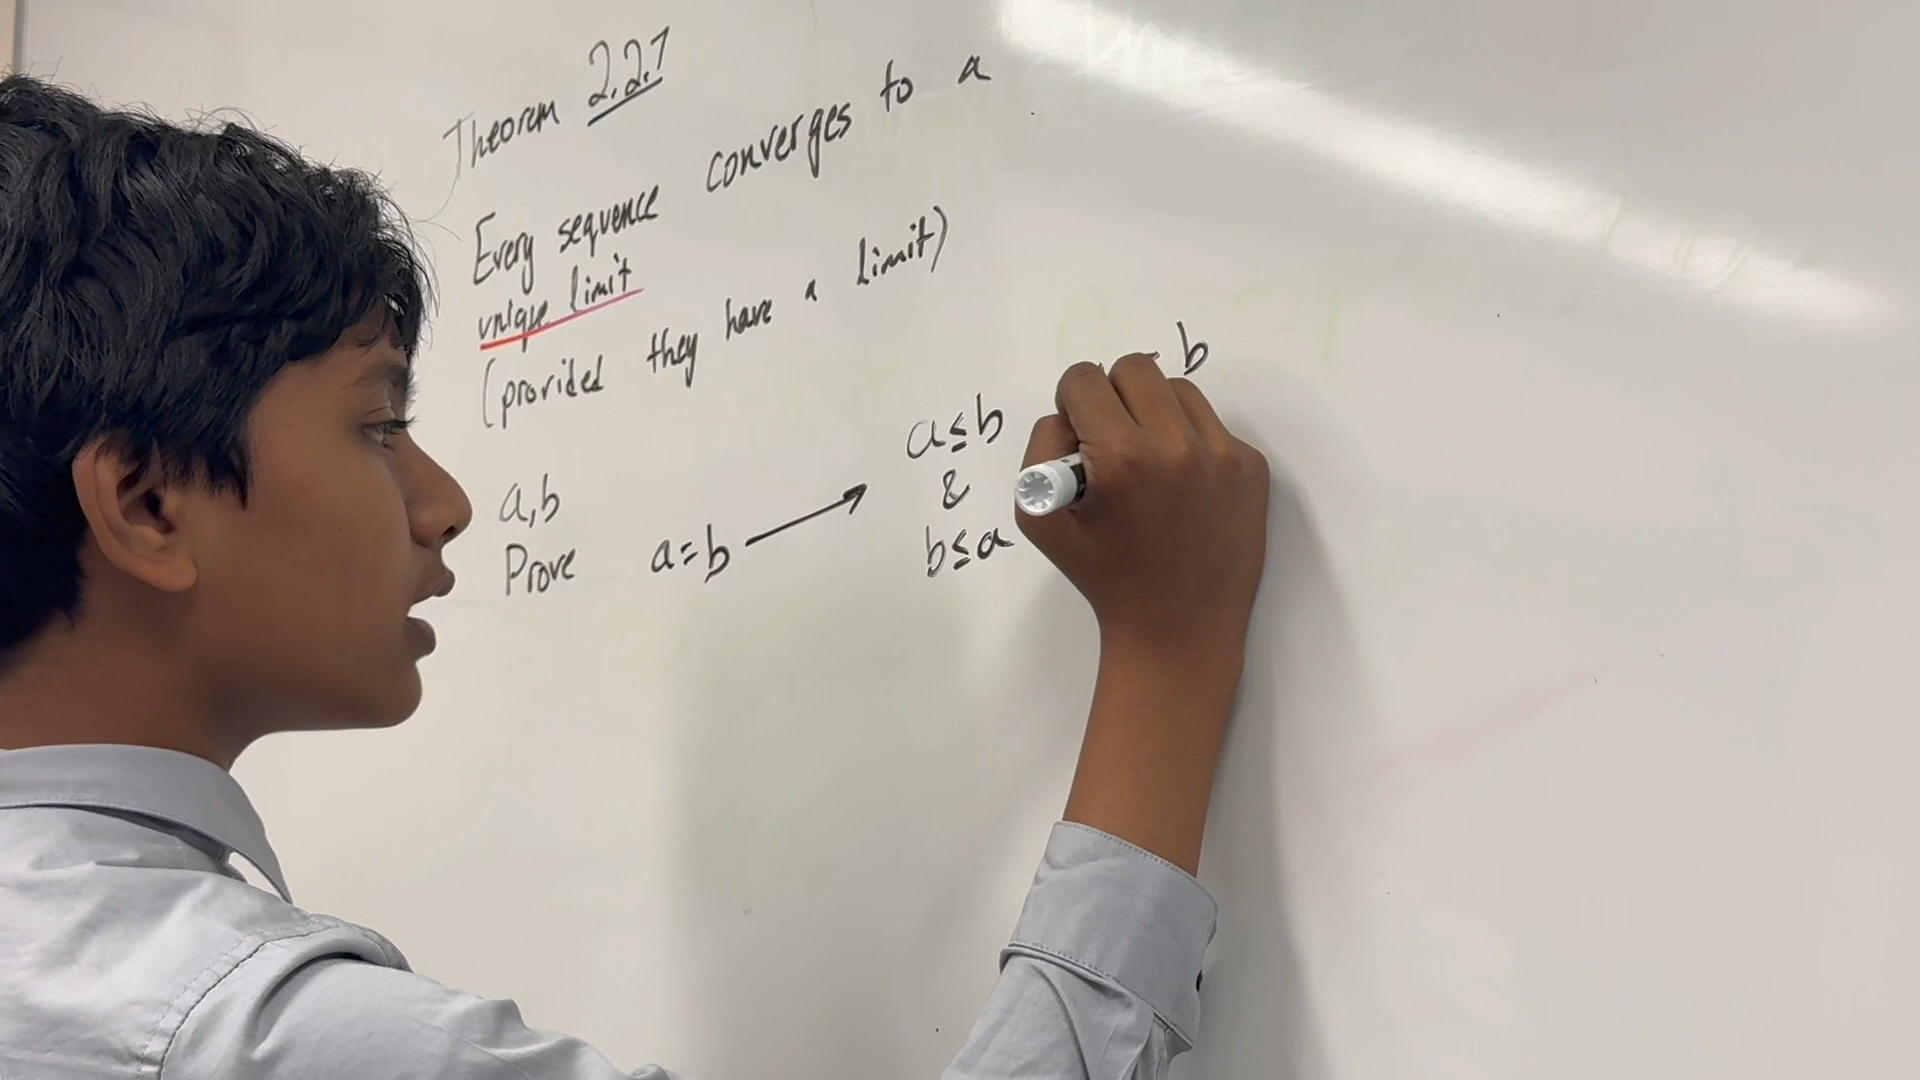 Theorem 2.2.7
Every sequence converges to a
unique limit
(provided they have a limit)
a,b
Prove a=b → a≤b
&
b≤a
b